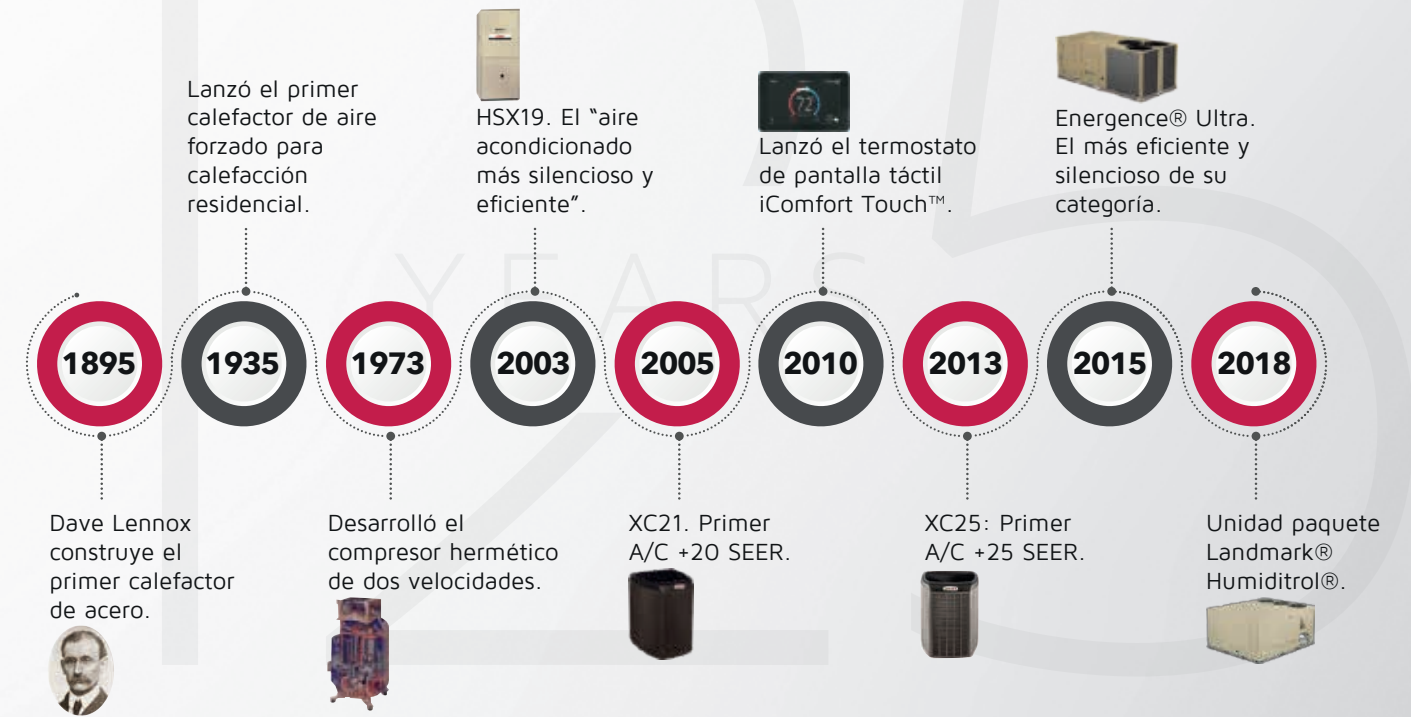 Lanzó el primer
calefactor de aire
forzado para
calefacción
residencial.
HSX19. El “aire
acondicionado
más silencioso y
eficiente”.
72
Lanzó el termostato
de pantalla táctil
iComfort Touch™.
Energence® Ultra.
El más eficiente y
silencioso de su
categoría.
125
YEARS
1895
1935
1973
2003
2005
2010
2013
2015
2018
Dave Lennox
construye el
primer calefactor
de acero.
Desarrolló el
compresor hermético
de dos velocidades.
XC21. Primer
A/C +20 SEER.
XC25: Primer
A/C +25 SEER.
Unidad paquete
Landmark®
Humiditrol®.